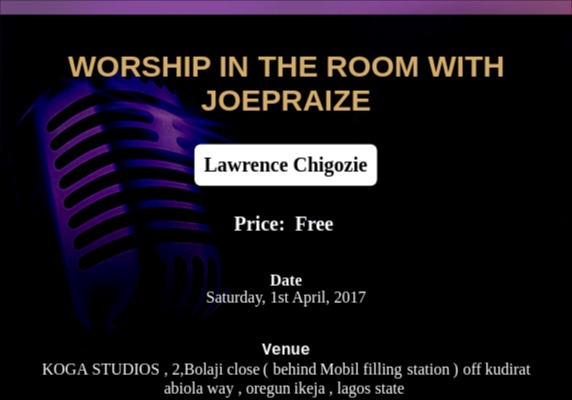 WORSHIP IN THE ROOM WITH
JOEPRAIZE
Lawrence Chigozie
Price:  Free
Date
Saturday, 1st April, 2017
Venue
KOGA STUDIOS , 2,Bolaji close ( behind Mobil filling station ) off kudirat
abiola way , oregun ikeja , lagos state